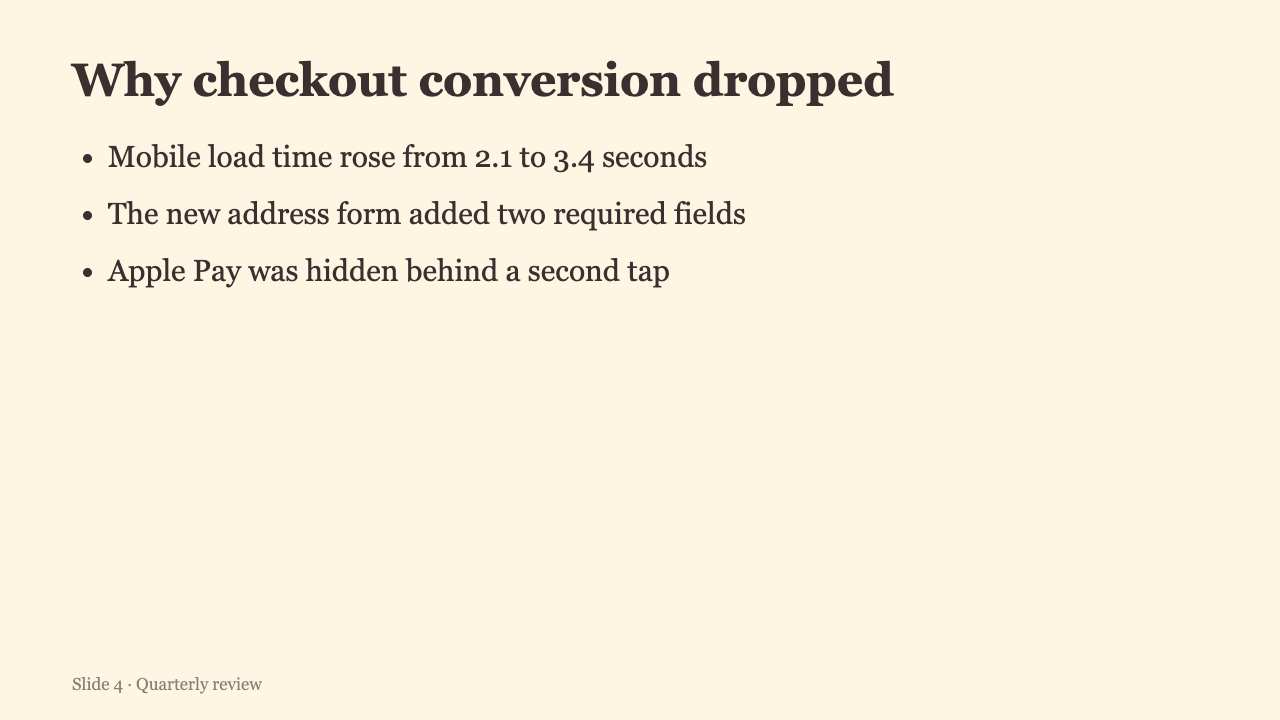 Why checkout conversion dropped
• Mobile load time rose from 2.1 to 3.4 seconds
• The new address form added two required fields
• Apple Pay was hidden behind a second tap
Slide 4 · Quarterly review